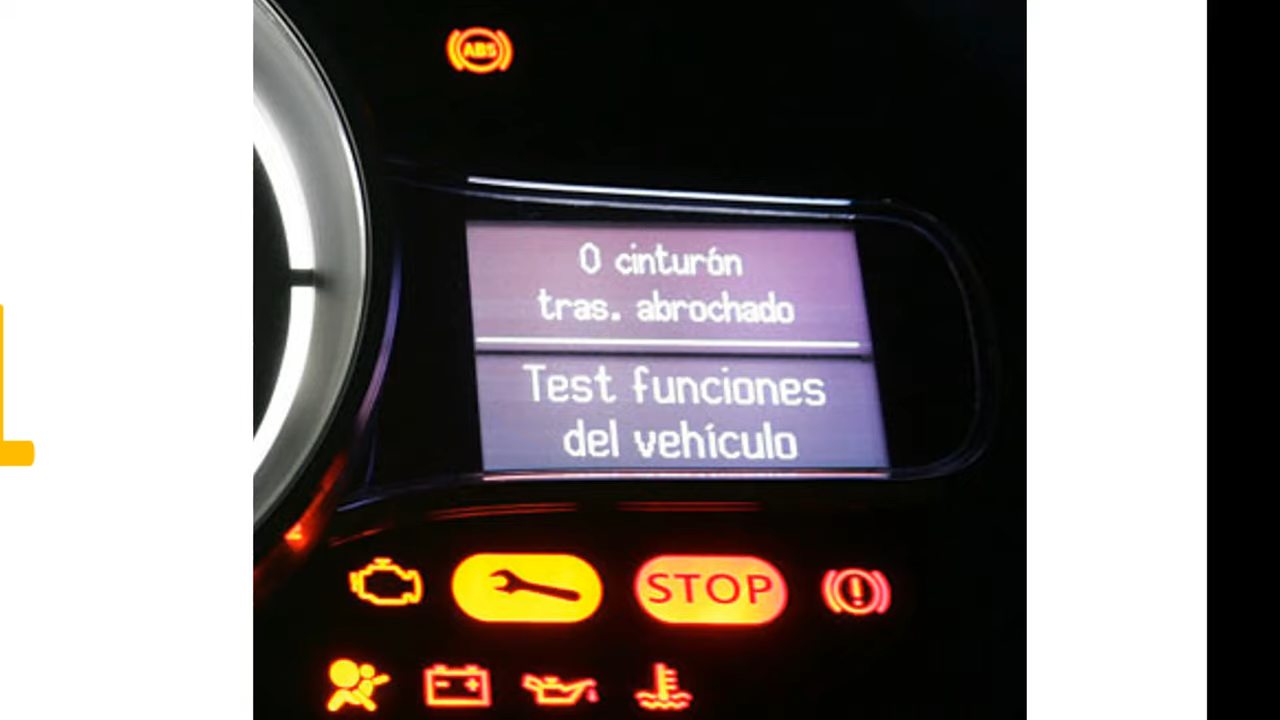 ABS
0 cinturón
tras. abrochado
Test funciones
del vehículo
STOP